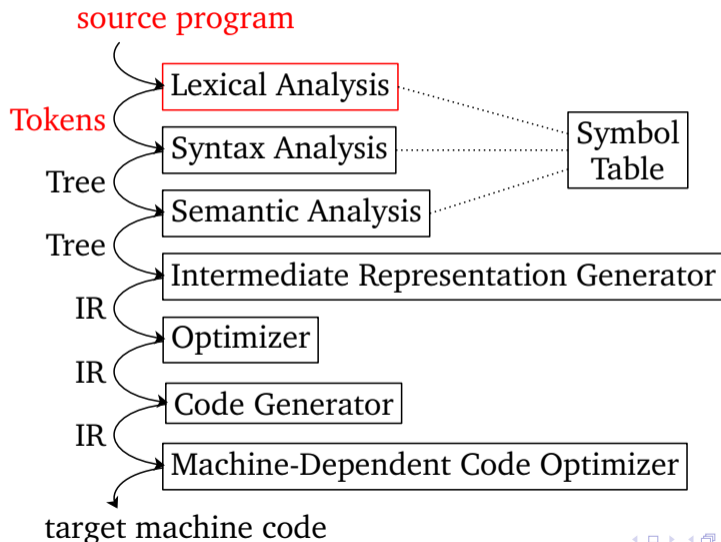 source program
Lexical Analysis
Tokens
Symbol
Table
Syntax Analysis
Tree
Semantic Analysis
Tree
Intermediate Representation Generator
IR
Optimizer
IR
Code Generator
IR
Machine-Dependent Code Optimizer
target machine code